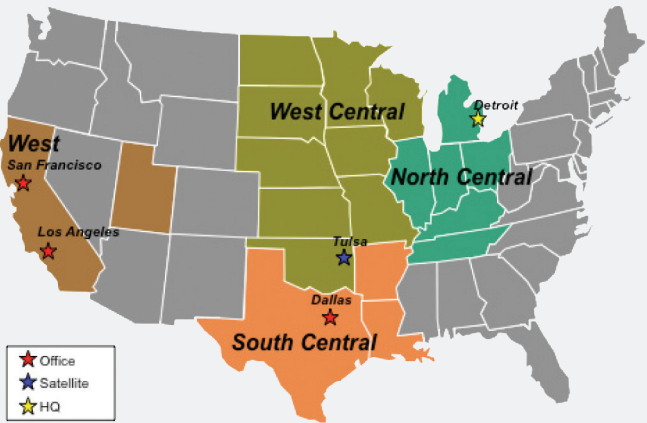 West Central
Detroit
West
San Francisco
North Central
Los Angeles
Tulsa
Dallas
South Central
Office
Satellite
HQ